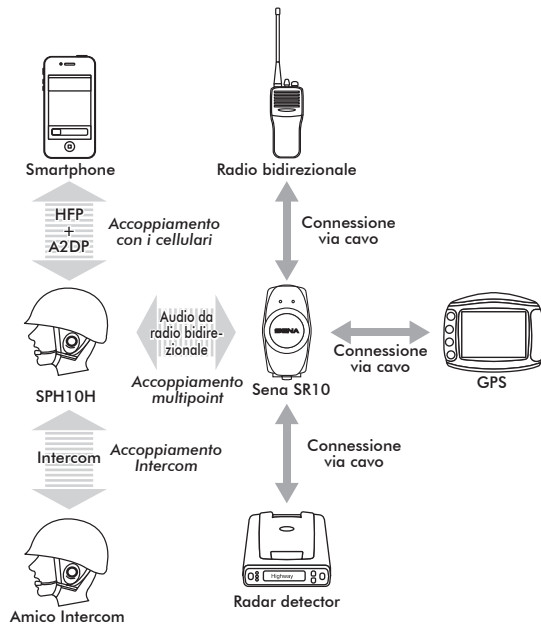 Smartphone
Radio bidirezionale
HFP
+
A2DP
Accoppiamento
con i cellulari
Connessione
via cavo
SPH10H
Audio da
radio bidire-
zionale
Accoppiamento
multipoint
SENA
Sena SR10
Connessione
via cavo
GPS
Intercom
Accoppiamento
Intercom
Connessione
via cavo
Amico Intercom
Highway
Radar detector